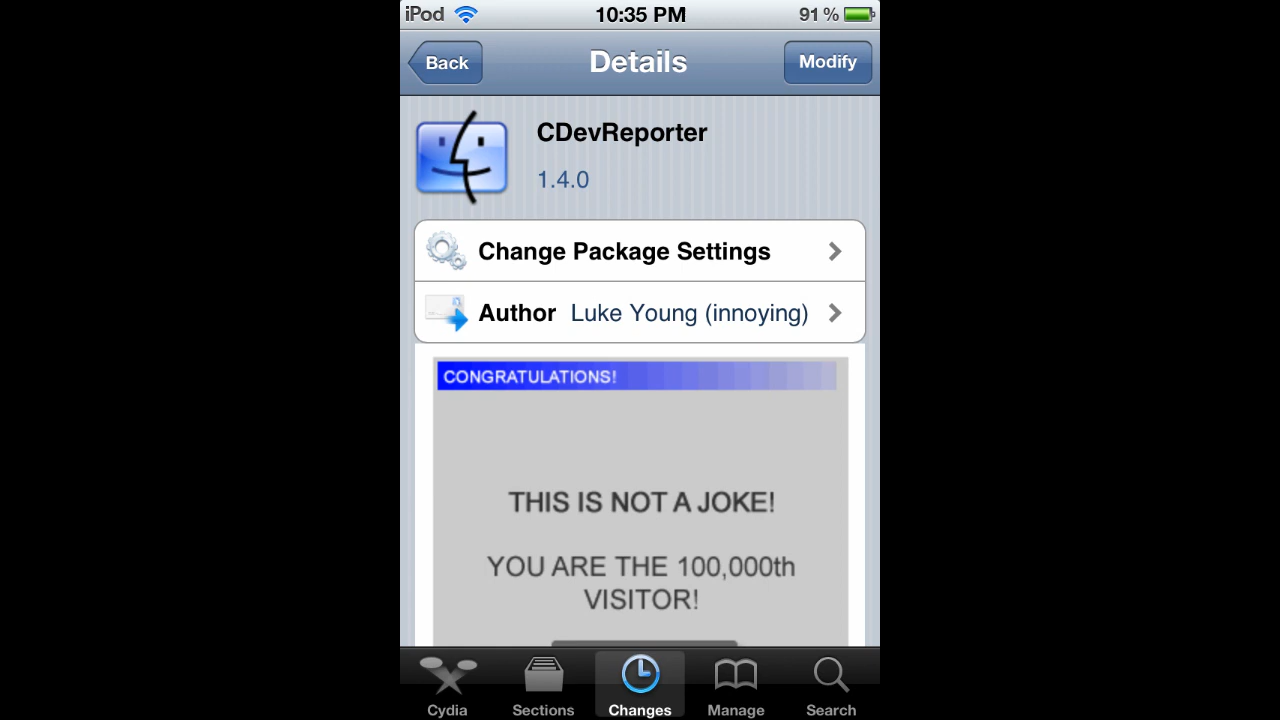 iPod 10:35 PM 91 %
Back Details Modify
CDevReporter
1.4.0
Change Package Settings
Author Luke Young (innoying)
CONGRATULATIONS!
THIS IS NOT A JOKE!
YOU ARE THE 100,000th
VISITOR!
Cydia Sections Changes Manage Search